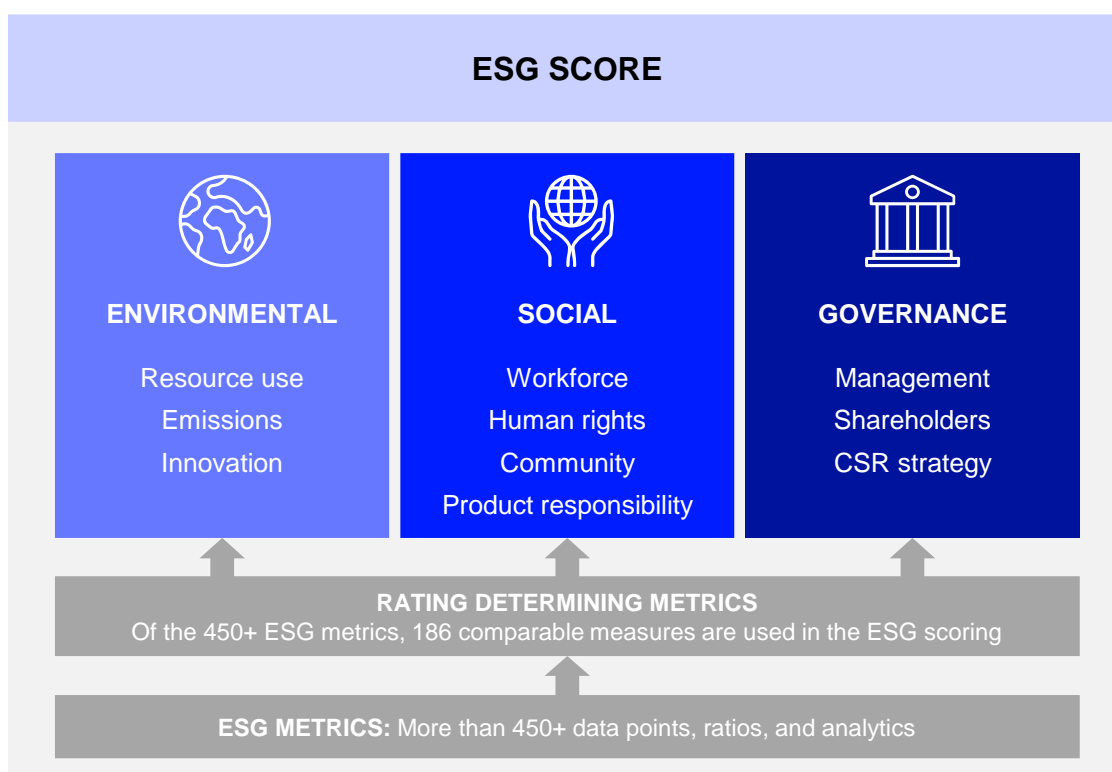 ESG SCORE
ENVIRONMENTAL
Resource use
Emissions
Innovation
SOCIAL
Workforce
Human rights
Community
Product responsibility
GOVERNANCE
Management
Shareholders
CSR strategy
RATING DETERMINING METRICS
Of the 450+ ESG metrics, 186 comparable measures are used in the ESG scoring
ESG METRICS: More than 450+ data points, ratios, and analytics